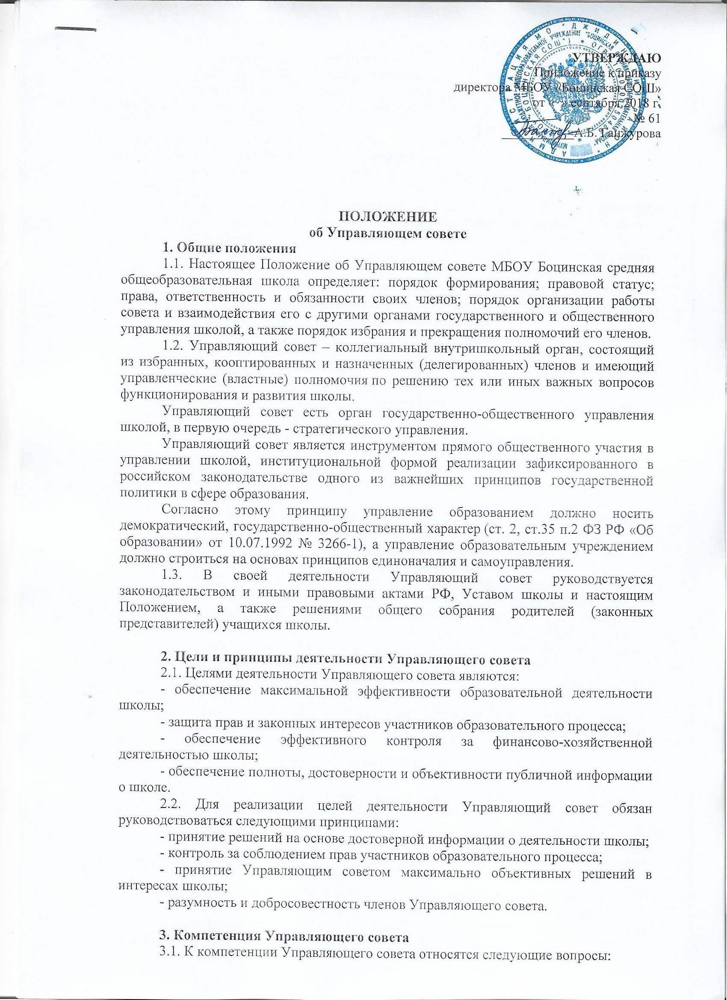 УТВЕРЖДАЮ
Приложение к приказу
директора МБОУ «Боцинская СОШ»
от «   » сентября 2018 г.
№ 61
А.Б. Ганжурова
ПОЛОЖЕНИЕ
об Управляющем совете
1. Общие положения
1.1. Настоящее Положение об Управляющем совете МБОУ Боцинская средняя
общеобразовательная школа определяет: порядок формирования; правовой статус;
права, ответственность и обязанности своих членов; порядок организации работы
совета и взаимодействия его с другими органами государственного и общественного
управления школой, а также порядок избрания и прекращения полномочий его членов.
1.2. Управляющий совет – коллегиальный внутришкольный орган, состоящий
из избранных, кооптированных и назначенных (делегированных) членов и имеющий
управленческие (властные) полномочия по решению тех или иных важных вопросов
функционирования и развития школы.
Управляющий совет есть орган государственно-общественного управления
школой, в первую очередь - стратегического управления.
Управляющий совет является инструментом прямого общественного участия в
управлении школой, институциональной формой реализации зафиксированного в
российском законодательстве одного из важнейших принципов государственной
политики в сфере образования.
Согласно этому принципу управление образованием должно носить
демократический, государственно-общественный характер (ст. 2, ст.35 п.2 ФЗ РФ «Об
образовании» от 10.07.1992 № 3266-1), а управление образовательным учреждением
должно строиться на основах принципов единоначалия и самоуправления.
1.3. В своей деятельности Управляющий совет руководствуется
законодательством и иными правовыми актами РФ, Уставом школы и настоящим
Положением, а также решениями общего собрания родителей (законных
представителей) учащихся школы.
2. Цели и принципы деятельности Управляющего совета
2.1. Целями деятельности Управляющего совета являются:
- обеспечение максимальной эффективности образовательной деятельности
школы;
- защита прав и законных интересов участников образовательного процесса;
- обеспечение эффективного контроля за финансово-хозяйственной
деятельностью школы;
- обеспечение полноты, достоверности и объективности публичной информации
о школе.
2.2. Для реализации целей деятельности Управляющий совет обязан
руководствоваться следующими принципами:
- принятие решений на основе достоверной информации о деятельности школы;
- контроль за соблюдением прав участников образовательного процесса;
- принятие Управляющим советом максимально объективных решений в
интересах школы;
- разумность и добросовестность членов Управляющего совета.
3. Компетенция Управляющего совета
3.1. К компетенции Управляющего совета относятся следующие вопросы: